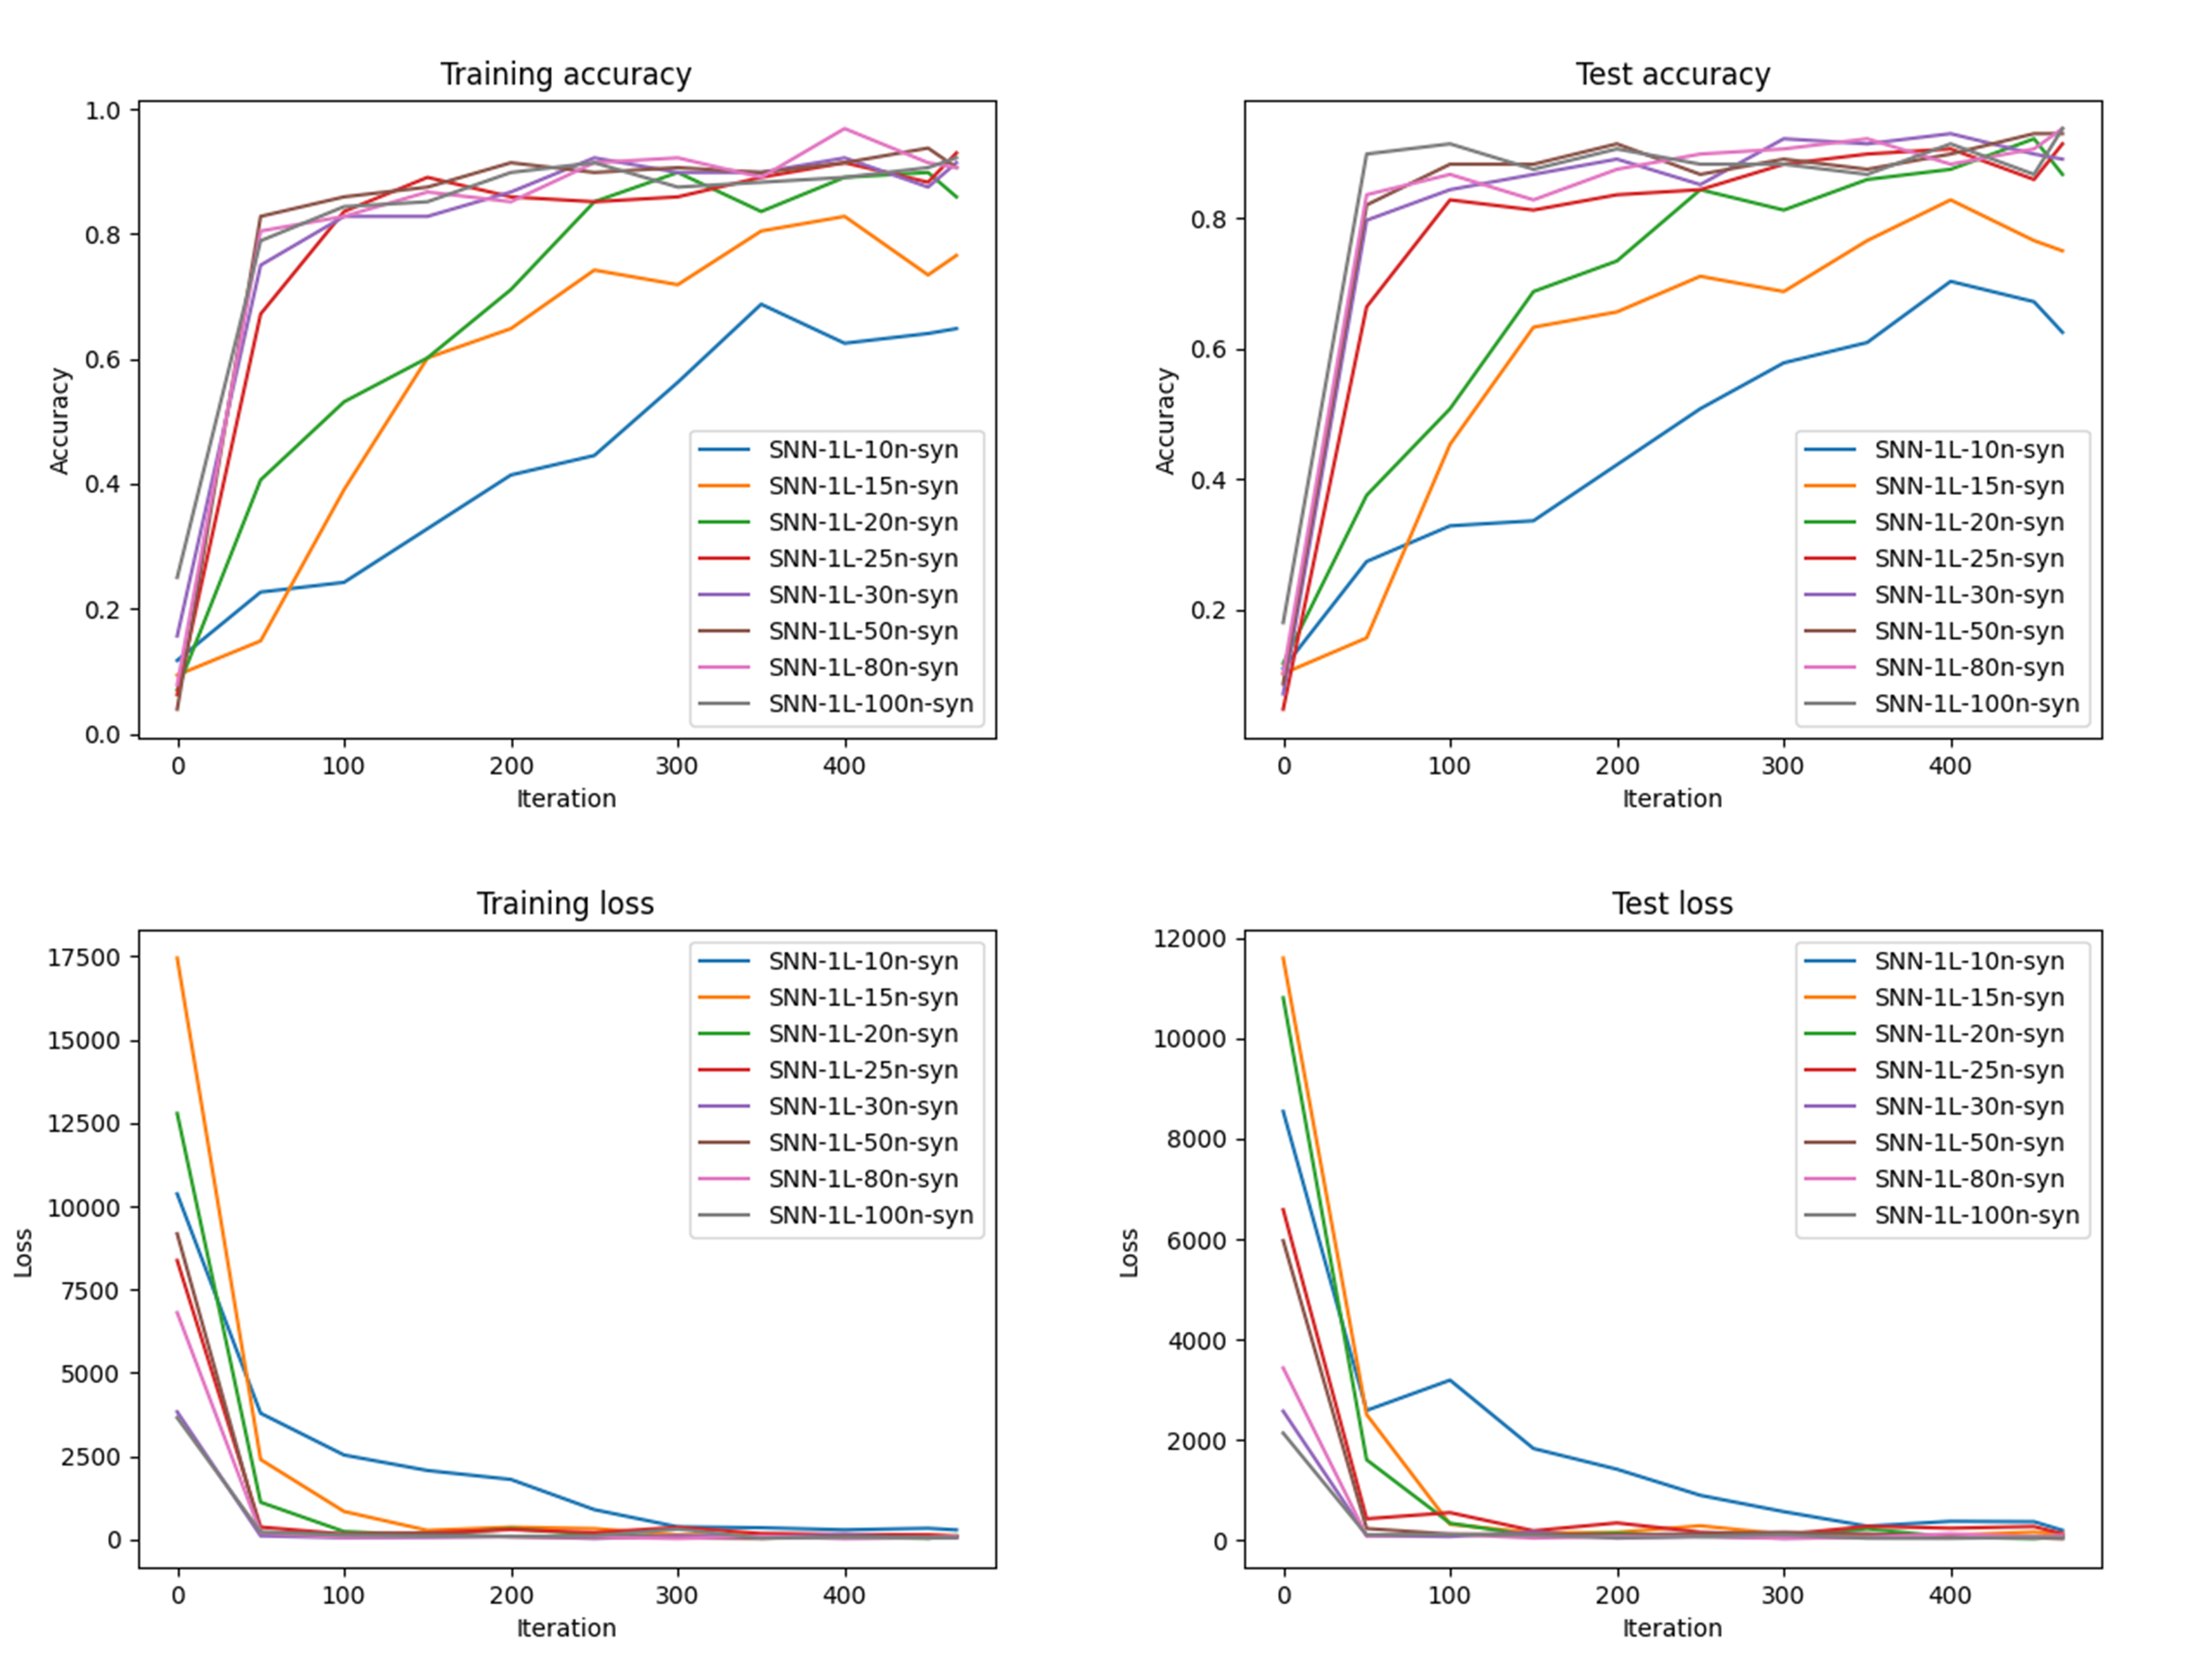 Training accuracy
1.0
0.8
0.6
0.4
0.2
0.0
Accuracy
0 100 200 300 400
Iteration
SNN-1L-10n-syn
SNN-1L-15n-syn
SNN-1L-20n-syn
SNN-1L-25n-syn
SNN-1L-30n-syn
SNN-1L-50n-syn
SNN-1L-80n-syn
SNN-1L-100n-syn
Test accuracy
0.8
0.6
0.4
0.2
Accuracy
0 100 200 300 400
Iteration
SNN-1L-10n-syn
SNN-1L-15n-syn
SNN-1L-20n-syn
SNN-1L-25n-syn
SNN-1L-30n-syn
SNN-1L-50n-syn
SNN-1L-80n-syn
SNN-1L-100n-syn
Training loss
17500
15000
12500
10000
7500
5000
2500
0
Loss
0 100 200 300 400
Iteration
SNN-1L-10n-syn
SNN-1L-15n-syn
SNN-1L-20n-syn
SNN-1L-25n-syn
SNN-1L-30n-syn
SNN-1L-50n-syn
SNN-1L-80n-syn
SNN-1L-100n-syn
Test loss
12000
10000
8000
6000
4000
2000
0
Loss
0 100 200 300 400
Iteration
SNN-1L-10n-syn
SNN-1L-15n-syn
SNN-1L-20n-syn
SNN-1L-25n-syn
SNN-1L-30n-syn
SNN-1L-50n-syn
SNN-1L-80n-syn
SNN-1L-100n-syn